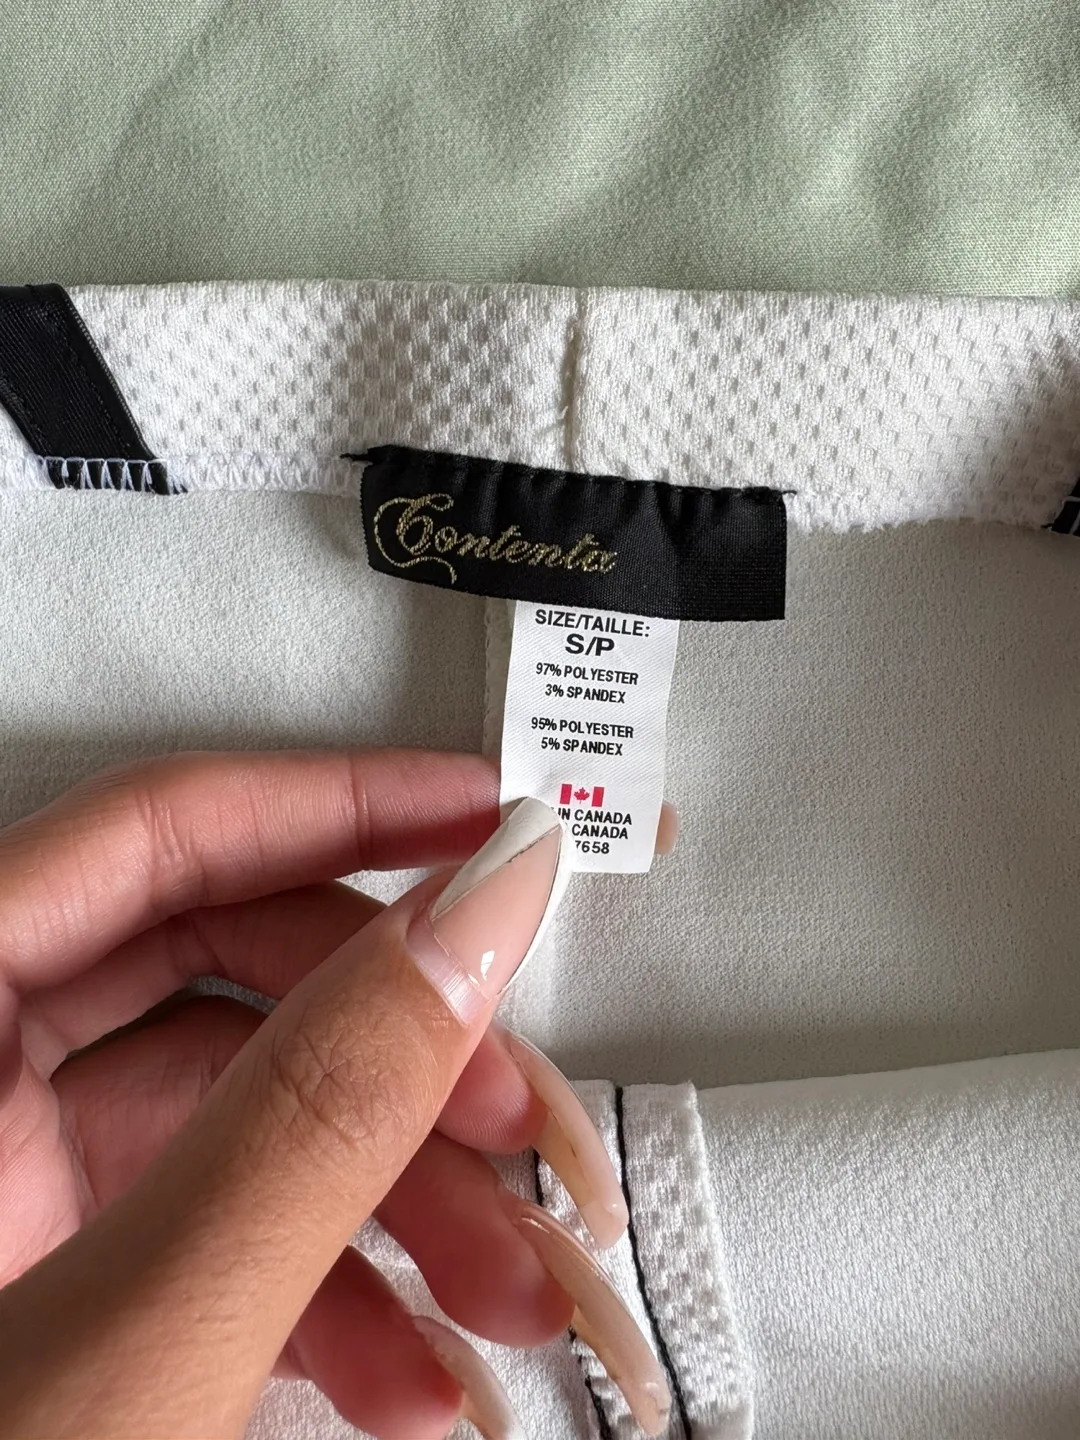 Contenta
SIZE/TAILLE:
S/P
97% POLYESTER
3% SPANDEX
95% POLYESTER
5% SPANDEX
IN CANADA
CANADA
7658